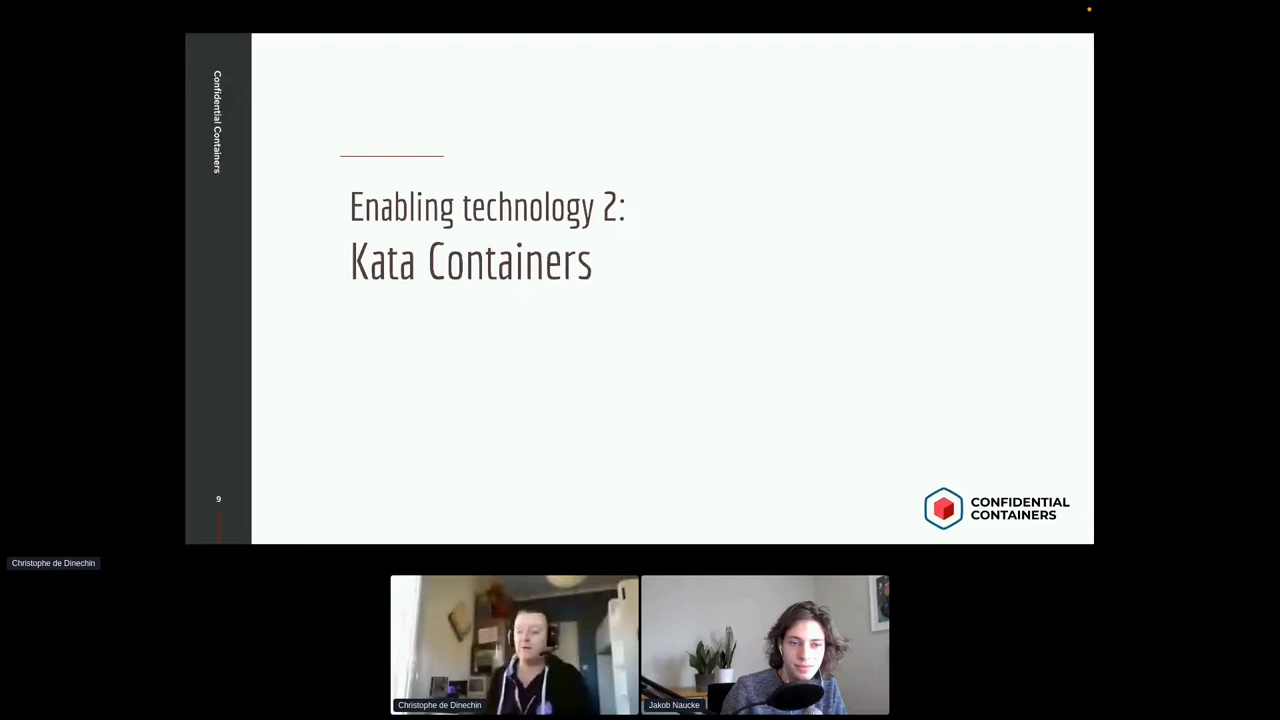 Confidential Containers
Enabling technology 2:
Kata Containers
9
CONFIDENTIAL
CONTAINERS
Christophe de Dinechin
Christophe de Dinechin
Jakob Naucke